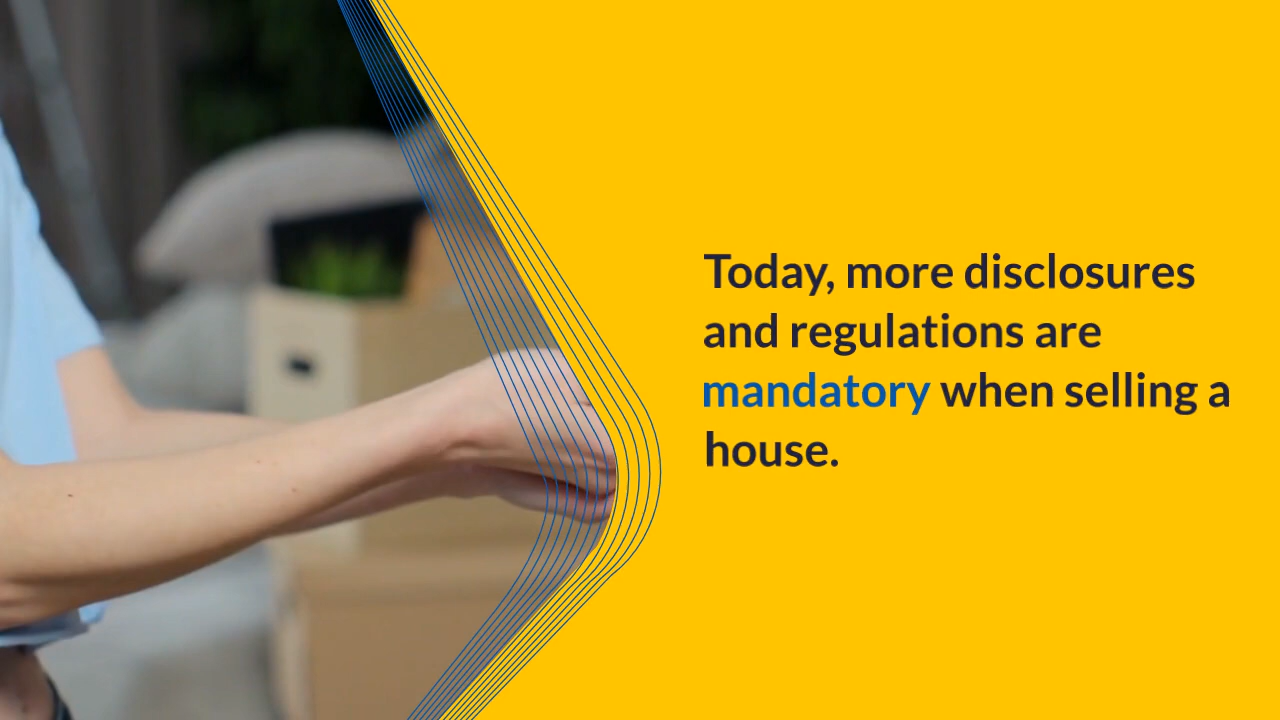 Today, more disclosures
and regulations are
mandatory when selling a
house.